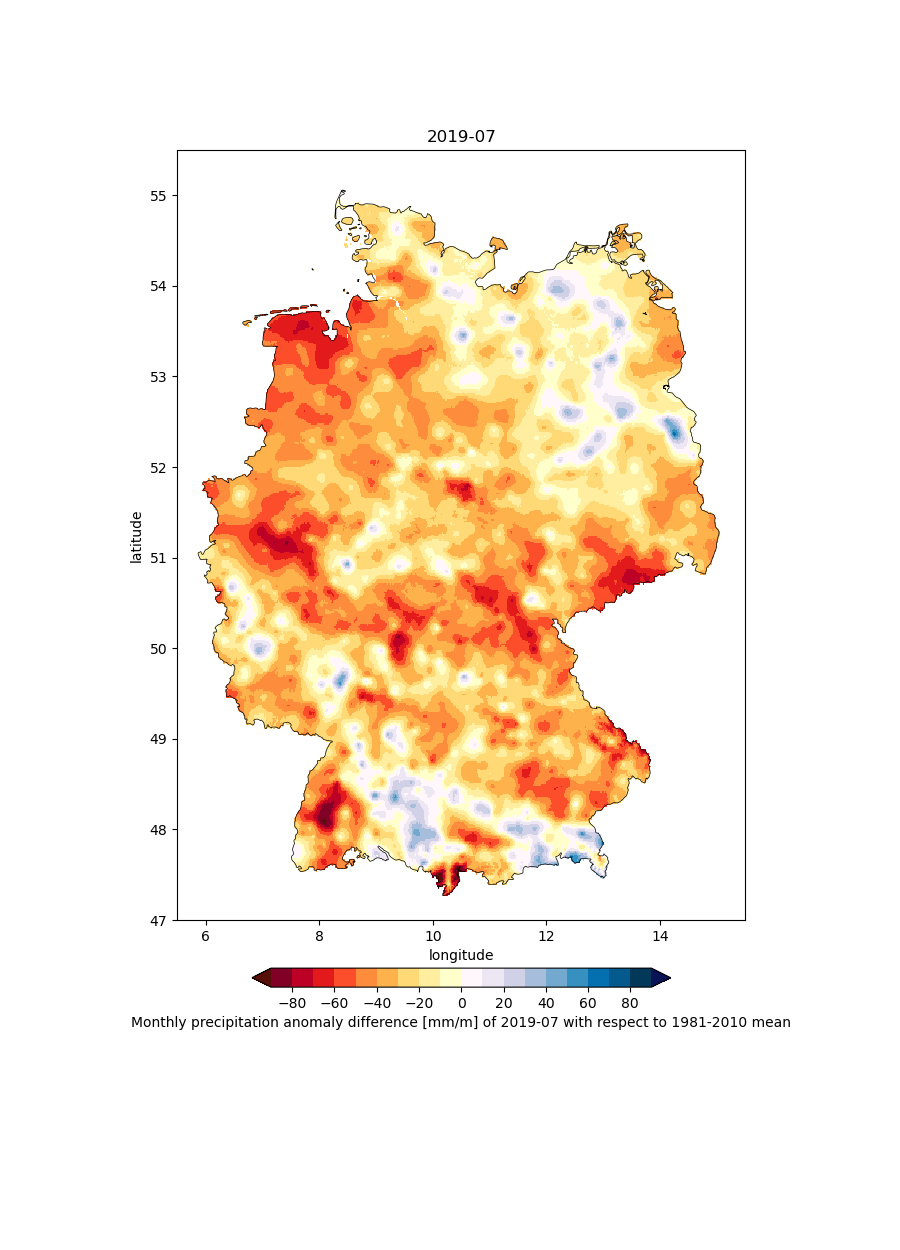 2019-07
55
54
53
52
51
50
49
48
47
latitude
6 8 10 12 14
longitude
−80 −60 −40 −20 0 20 40 60 80
Monthly precipitation anomaly difference [mm/m] of 2019-07 with respect to 1981-2010 mean